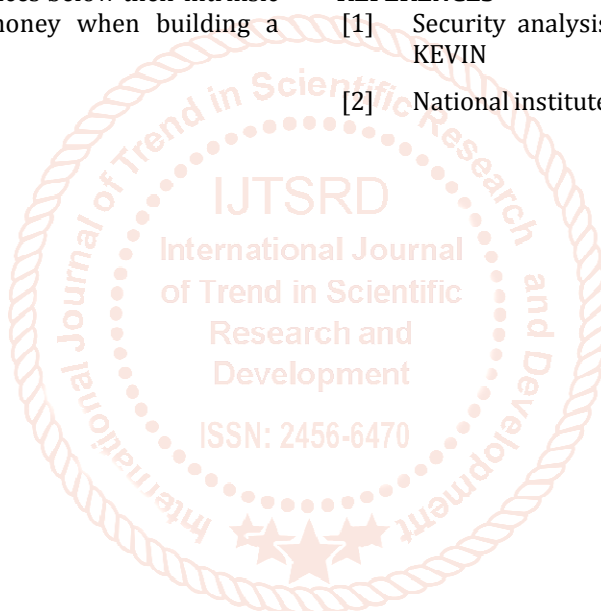 ces below their intrinsic
money when building a
REFERENCES
[1] Security analysis
KEVIN
[2] National institute
International Journal of Trend in Scientific Research and Development
IJTSRD
International Journal
of Trend in Scientific
Research and
Development
ISSN: 2456-6470